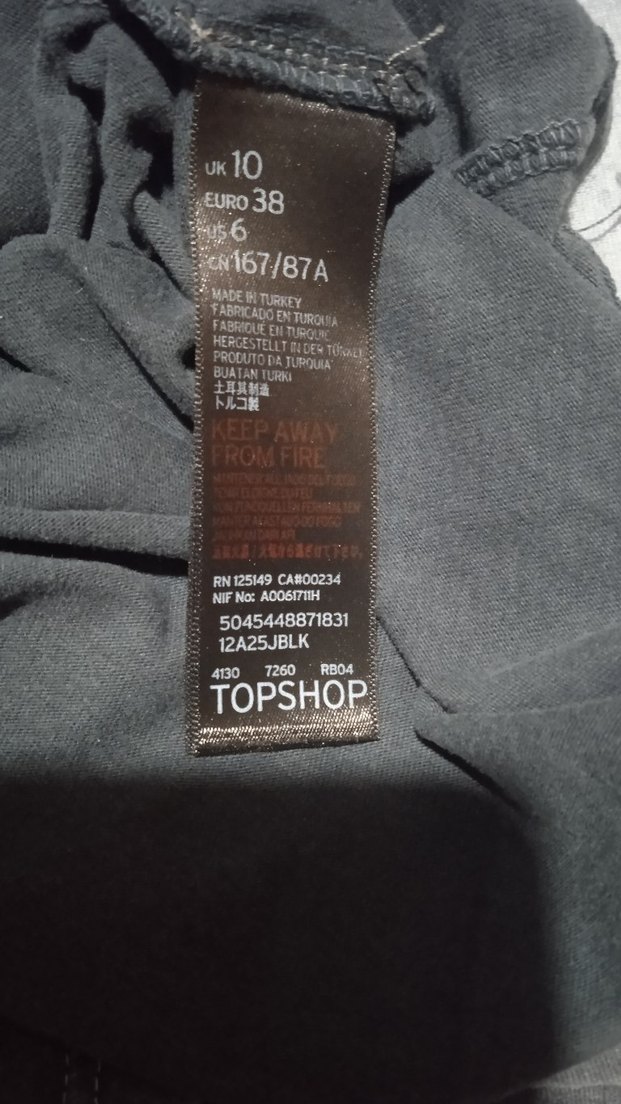 UK 10
EURO 38
US 6
CN 167/87A
MADE IN TURKEY
FABRICADO EN TURQUIA
FABRIQUÉ EN TURQUIE
HERGESTELLT IN DER TÜRKEI
PRODUTO DA TURQUIA
BUATAN TURKI
土耳其制造
トルコ製
KEEP AWAY
FROM FIRE
RN 125149 CA#00234
NIF No: A0061711H
5045448871831
12A25JBLK
4130 7260 RB04
TOPSHOP